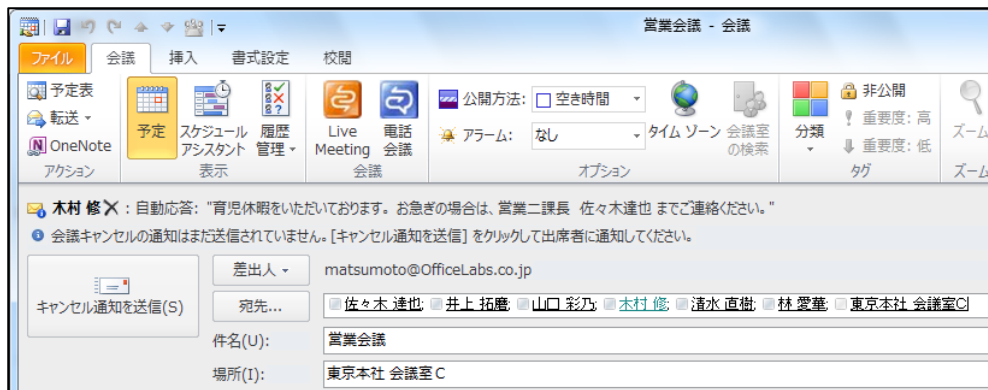 営業会議 - 会議
ファイル 会議 挿入 書式設定 校閲
予定表
転送
OneNote
アクション
予定
スケジュール アシスタント
履歴 管理
表示
Live Meeting
電話 会議
会議
公開方法: 空き時間
アラーム: なし
タイム ゾーン
会議室 の検索
オプション
分類
非公開
重要度: 高
重要度: 低
タグ
ズーム
ズーム
木村 修 : 自動応答: "育児休暇をいただいております。お急ぎの場合は、営業二課長 佐々木達也 までご連絡ください。"
会議キャンセルの通知はまだ送信されていません。[キャンセル通知を送信] をクリックして出席者に通知してください。
キャンセル通知を送信(S)
差出人 matsumoto@OfficeLabs.co.jp
宛先... 佐々木 達也; 井上 拓磨; 山口 彩乃; 木村 修; 清水 直樹; 林 愛華; 東京本社 会議室C
件名(U): 営業会議
場所(I): 東京本社 会議室C